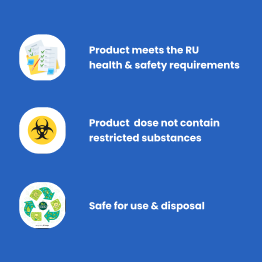 Product meets the RU
health & safety requirements
Product dose not contain
restricted substances
Safe for use & disposal